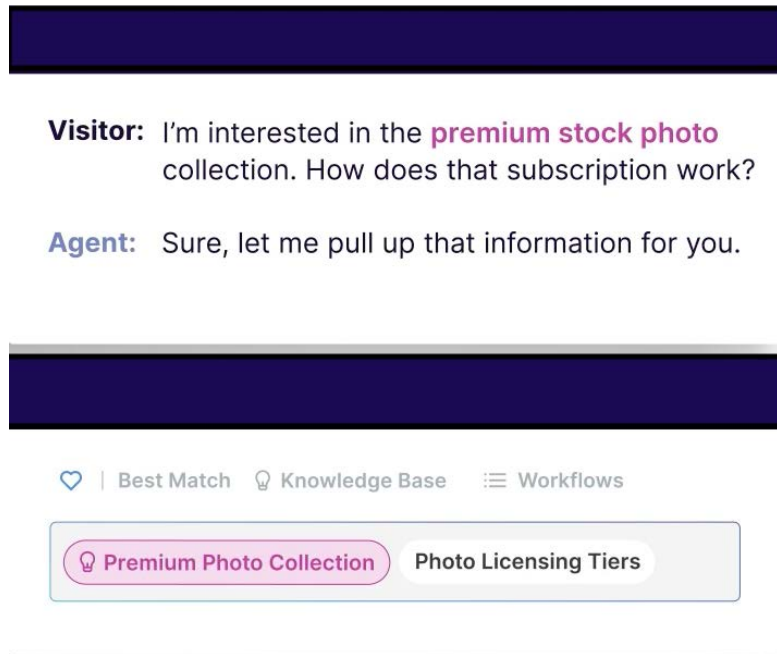 Visitor: I’m interested in the premium stock photo
collection. How does that subscription work?
Agent: Sure, let me pull up that information for you.
Best Match Knowledge Base Workflows
Premium Photo Collection Photo Licensing Tiers